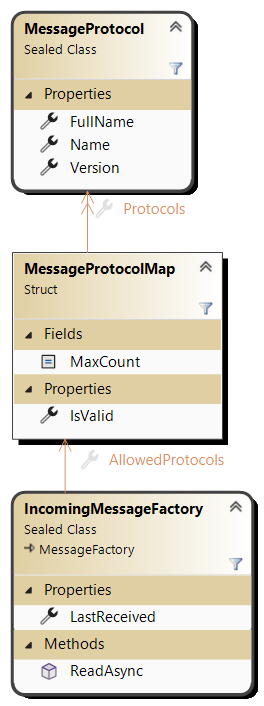 MessageProtocol
Sealed Class
Properties
FullName
Name
Version
Protocols
MessageProtocolMap
Struct
Fields
MaxCount
Properties
IsValid
AllowedProtocols
IncomingMessageFactory
Sealed Class
MessageFactory
Properties
LastReceived
Methods
ReadAsync